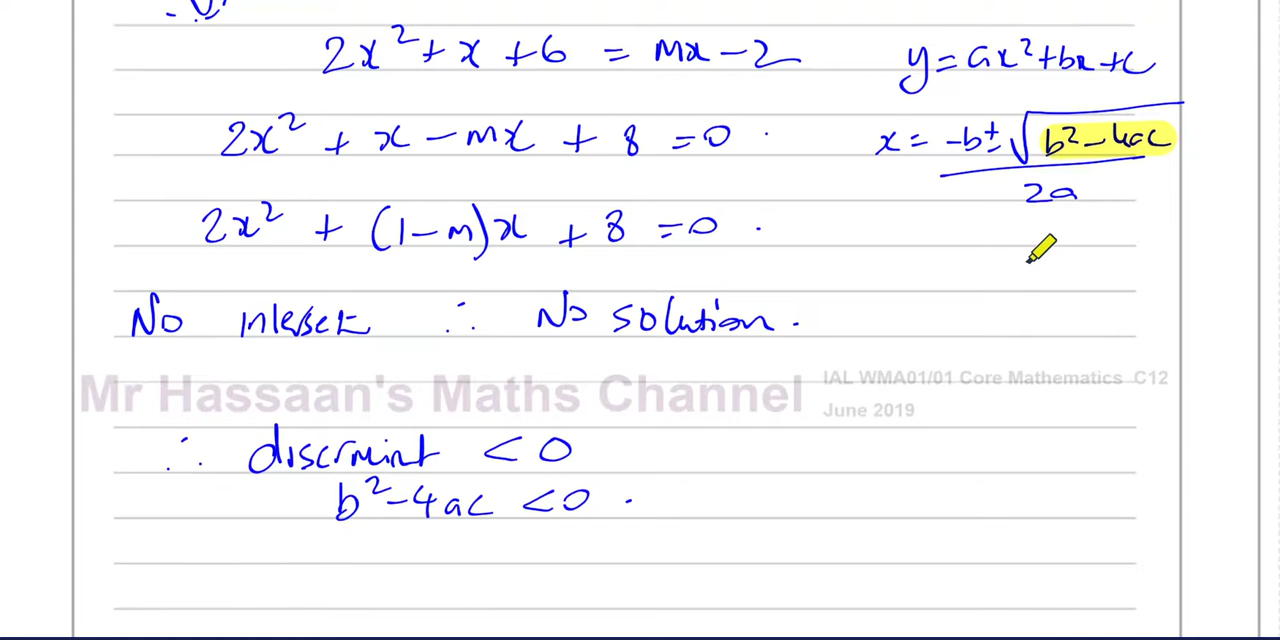 2x² + x + 6 = mx - 2
y = ax² + bx + c
2x² + x - mx + 8 = 0 .
x = -b ± √b² - 4ac
2a
2x² + (1 - m)x + 8 = 0 .
No intersect ∴ No solution .
Mr Hassaan's Maths Channel
IAL WMA01/01 Core Mathematics C12
June 2019
∴ discrmint < 0
b² - 4ac < 0 .